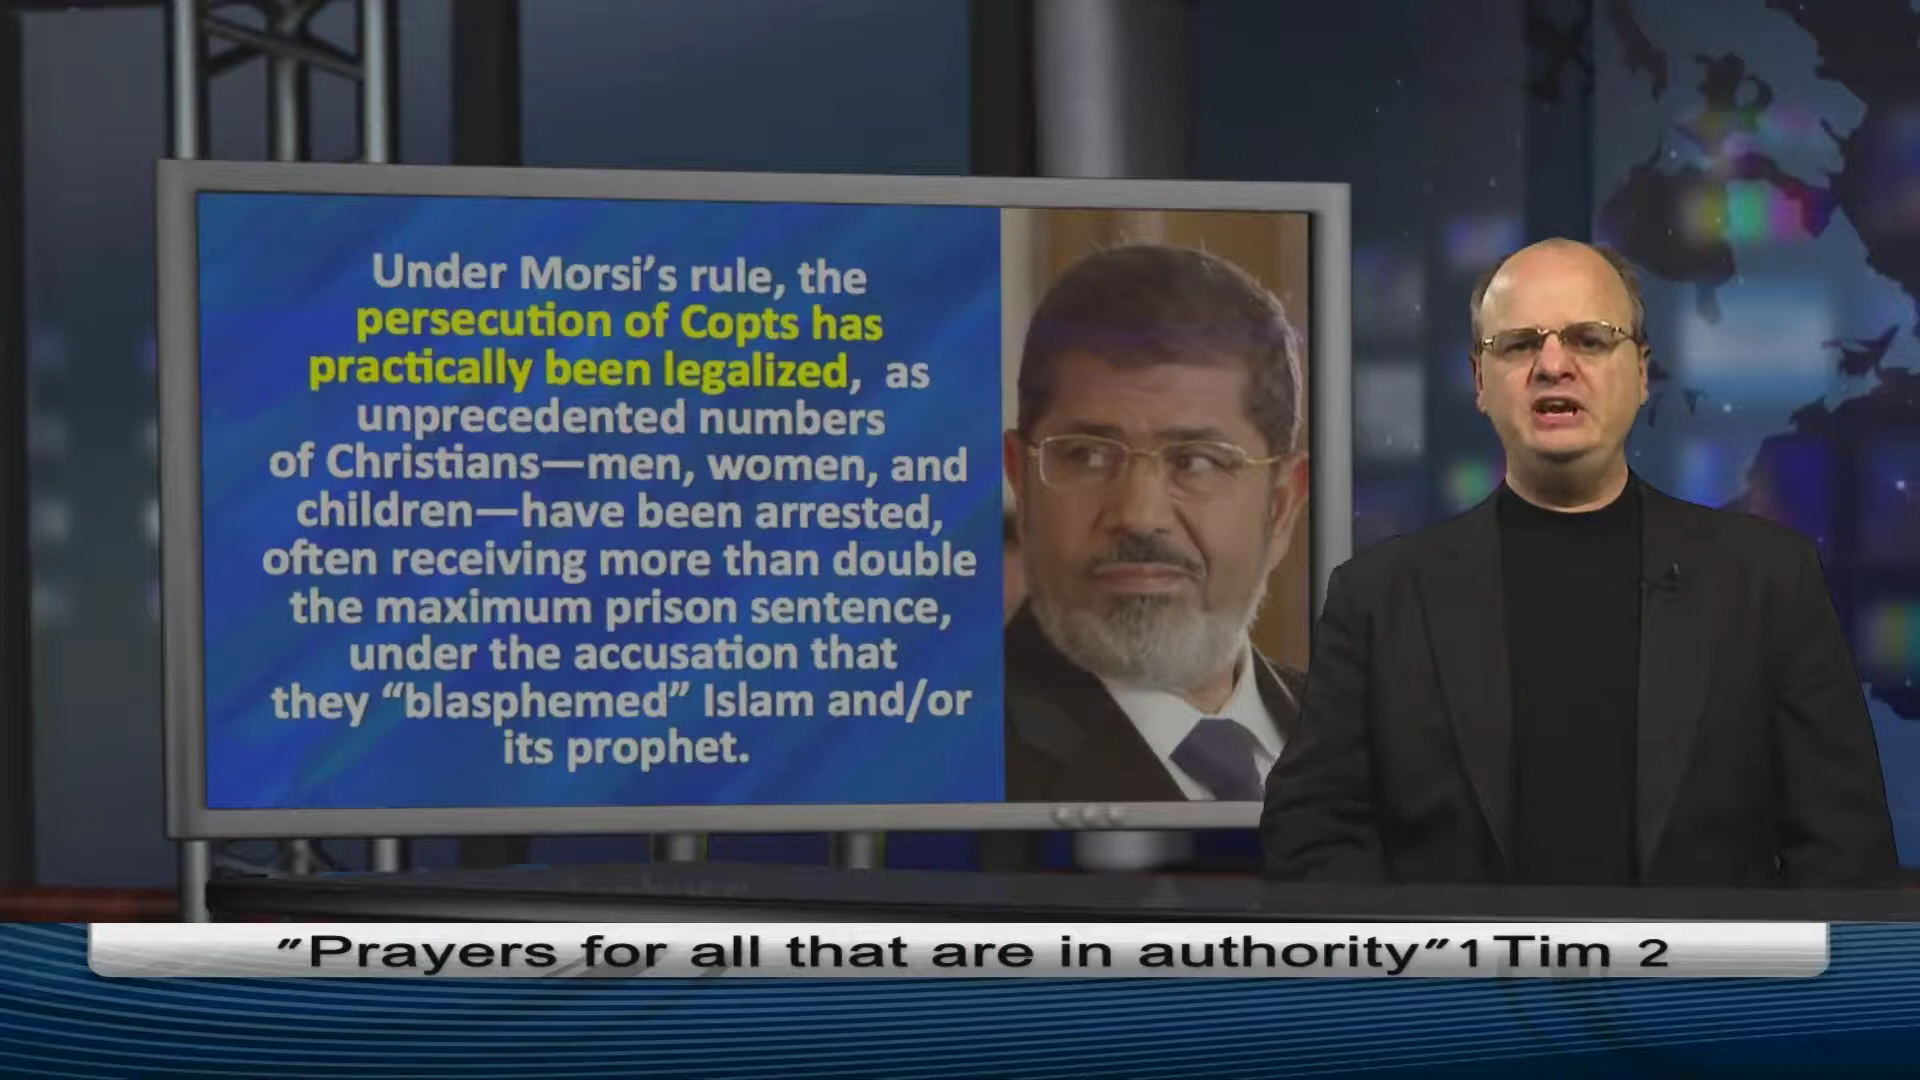 Under Morsi's rule, the
persecution of Copts has
practically been legalized, as
unprecedented numbers
of Christians—men, women, and
children—have been arrested,
often receiving more than double
the maximum prison sentence,
under the accusation that
they “blasphemed” Islam and/or
its prophet.
"Prayers for all that are in authority" 1 Tim 2